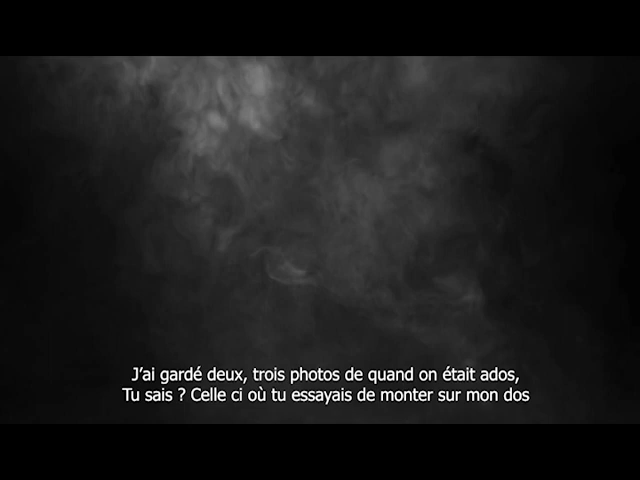 J'ai gardé deux, trois photos de quand on était ados,
Tu sais ? Celle ci où tu essayais de monter sur mon dos